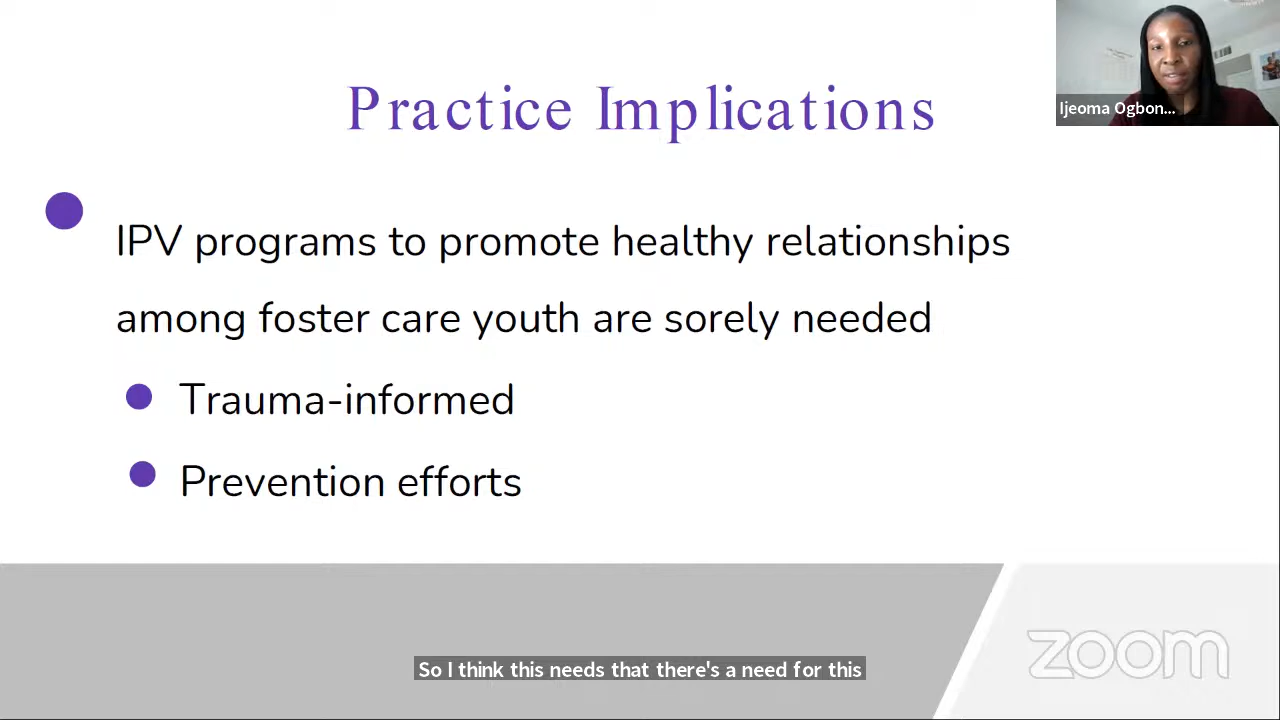 Practice Implications
Ijeoma Ogbon...
IPV programs to promote healthy relationships
among foster care youth are sorely needed
Trauma-informed
Prevention efforts
zoom
So I think this needs that there's a need for this